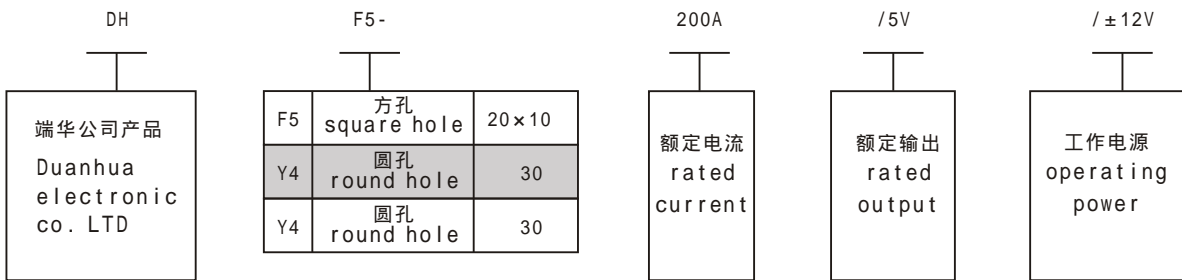 DH F5- 200A /5V /±12V
端华公司产品
Duanhua
electronic
co. LTD
F5 方孔 square hole 20×10
Y4 圆孔 round hole 30
Y4 圆孔 round hole 30
额定电流
rated
current
额定输出
rated
output
工作电源
operating
power